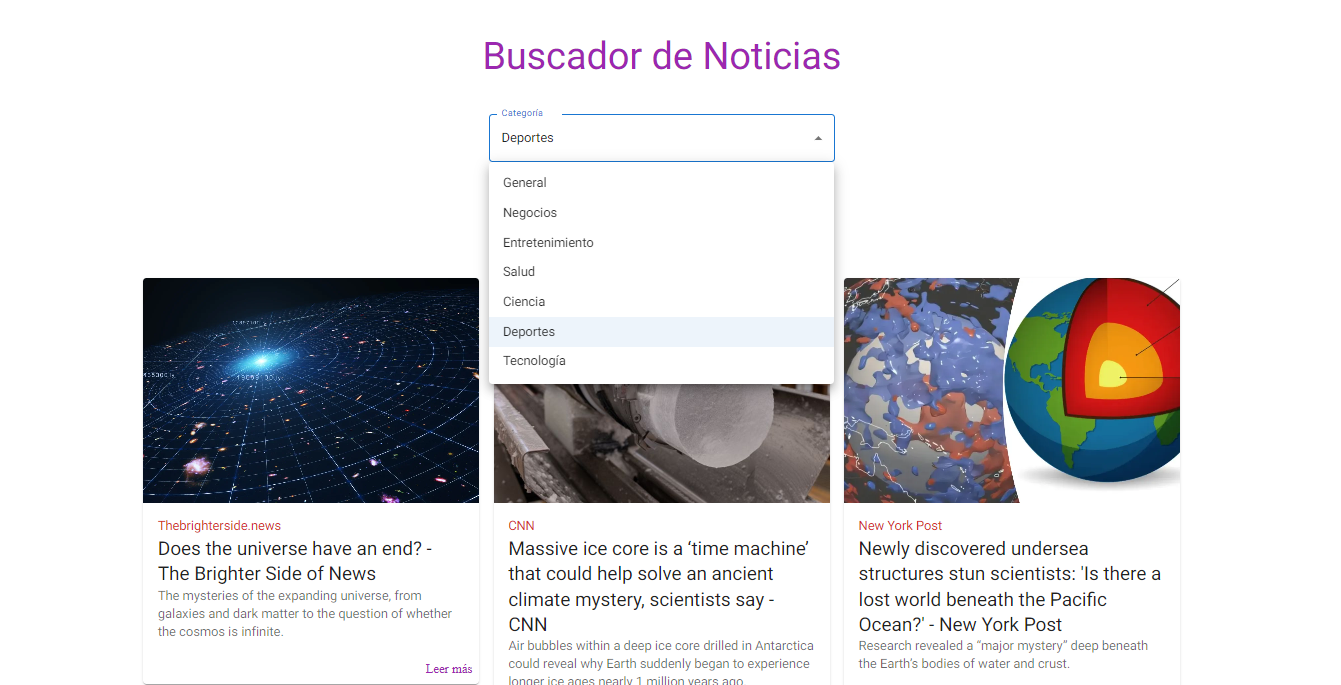 Buscador de Noticias
Categoría
Deportes
General
Negocios
Entretenimiento
Salud
Ciencia
Deportes
Tecnología
Thebrighterside.news
Does the universe have an end? -
The Brighter Side of News
The mysteries of the expanding universe, from
galaxies and dark matter to the question of whether
the cosmos is infinite.
Leer más
CNN
Massive ice core is a ‘time machine’
that could help solve an ancient
climate mystery, scientists say -
CNN
Air bubbles within a deep ice core drilled in Antarctica
could reveal why Earth suddenly began to experience
longer ice ages nearly 1 million years ago
New York Post
Newly discovered undersea
structures stun scientists: 'Is there a
lost world beneath the Pacific
Ocean?' - New York Post
Research revealed a “major mystery” deep beneath
the Earth’s bodies of water and crust.